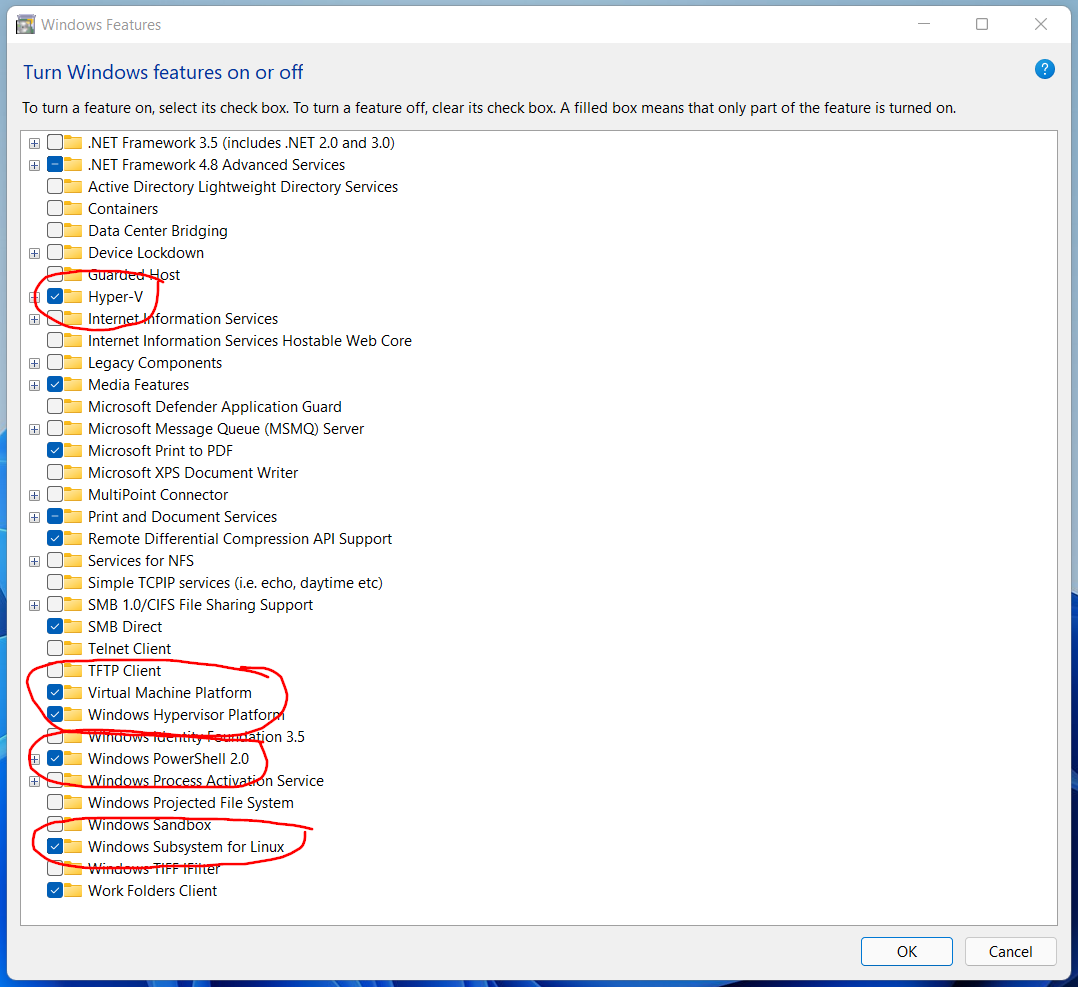 Windows Features
Turn Windows features on or off
?
To turn a feature on, select its check box. To turn a feature off, clear its check box. A filled box means that only part of the feature is turned on.
.NET Framework 3.5 (includes .NET 2.0 and 3.0)
.NET Framework 4.8 Advanced Services
Active Directory Lightweight Directory Services
Containers
Data Center Bridging
Device Lockdown
Guarded Host
Hyper-V
Internet Information Services
Internet Information Services Hostable Web Core
Legacy Components
Media Features
Microsoft Defender Application Guard
Microsoft Message Queue (MSMQ) Server
Microsoft Print to PDF
Microsoft XPS Document Writer
MultiPoint Connector
Print and Document Services
Remote Differential Compression API Support
Services for NFS
Simple TCPIP services (i.e. echo, daytime etc)
SMB 1.0/CIFS File Sharing Support
SMB Direct
Telnet Client
TFTP Client
Virtual Machine Platform
Windows Hypervisor Platform
Windows Identity Foundation 3.5
Windows PowerShell 2.0
Windows Process Activation Service
Windows Projected File System
Windows Sandbox
Windows Subsystem for Linux
Windows TIFF IFilter
Work Folders Client
OK
Cancel